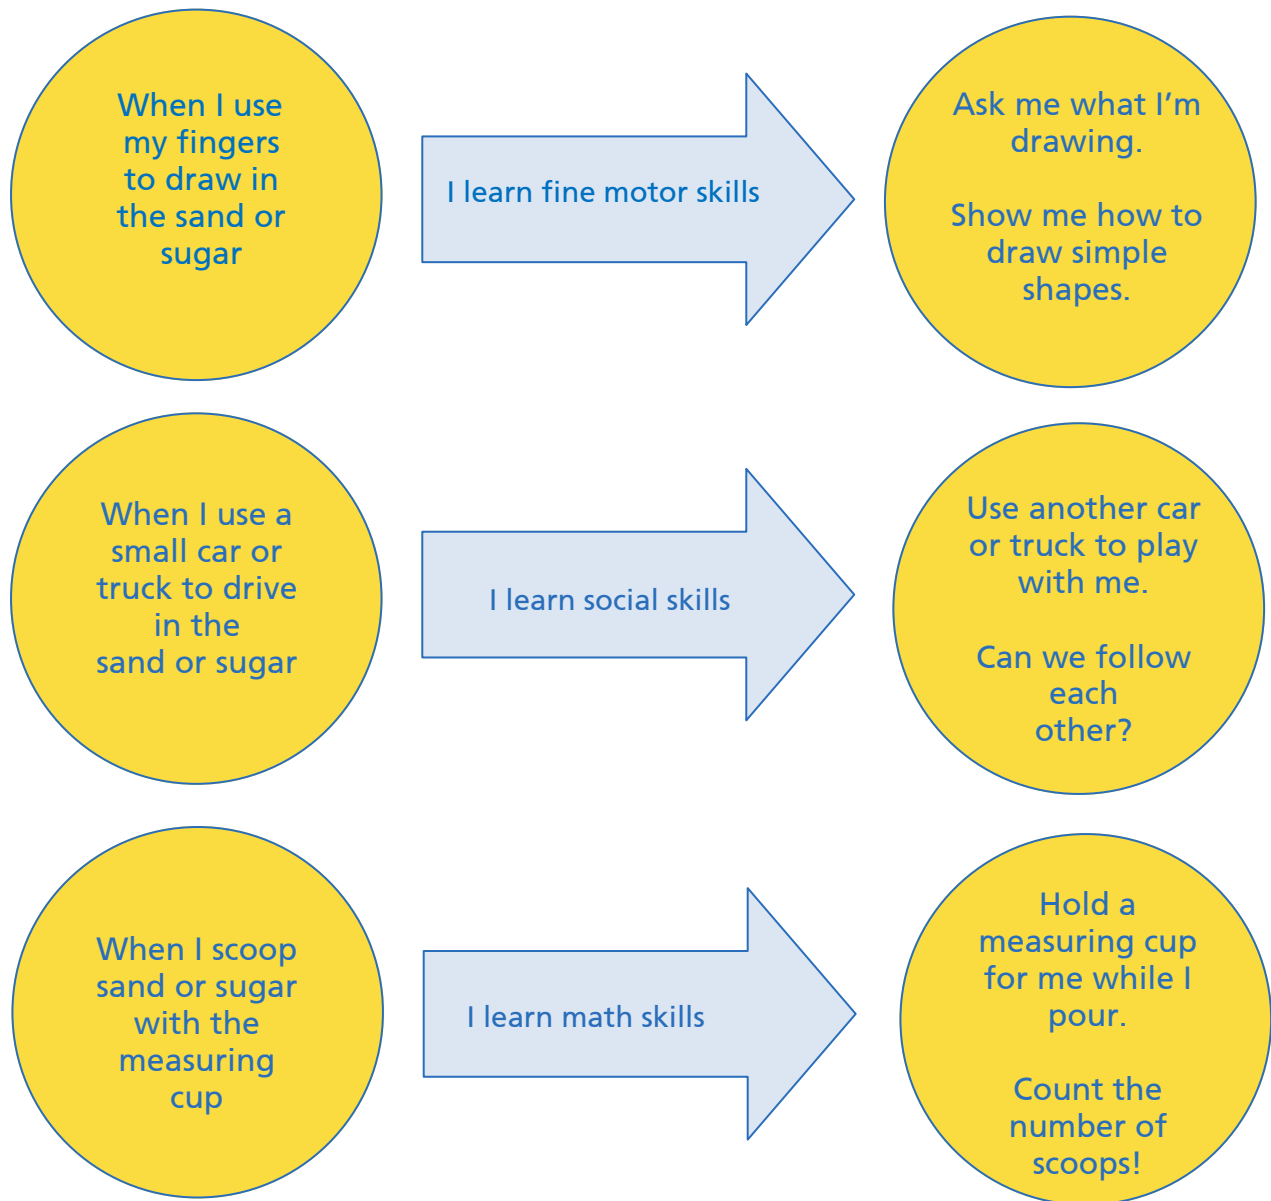 When I use
my fingers
to draw in
the sand or
sugar
I learn fine motor skills
Ask me what I’m
drawing.
Show me how to
draw simple
shapes.
When I use a
small car or
truck to drive
in the
sand or sugar
I learn social skills
Use another car
or truck to play
with me.
Can we follow
each
other?
When I scoop
sand or sugar
with the
measuring
cup
I learn math skills
Hold a
measuring cup
for me while I
pour.
Count the
number of
scoops!